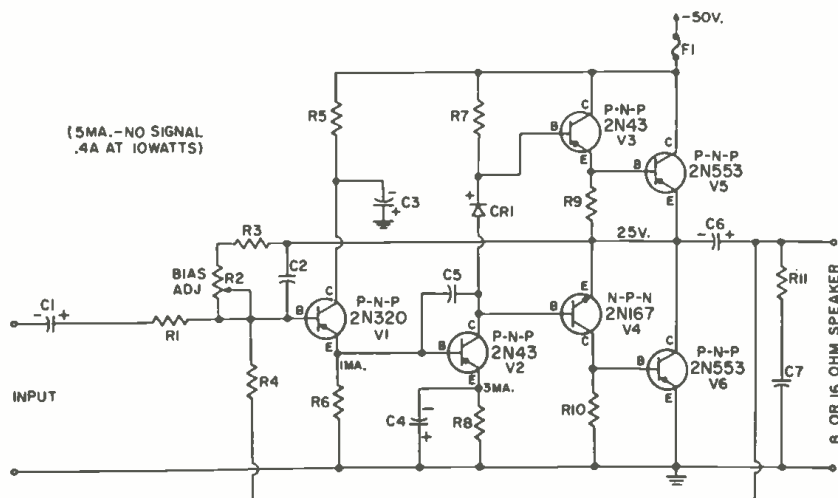 -50V.
F1
(5MA.-NO SIGNAL
.4A AT 10WATTS)
R5
R7
C
P-N-P
2N43
V3
B
E
C
P-N-P
2N553
V5
B
E
- C3
+
+
CR1
R9
R3
25V.
C6
- +
BIAS
ADJ
R2
C2
C5
R11
C1
- +
R1
C
P-N-P
2N320
V1
B
E
C
P-N-P
2N43
V2
B
E
E
N-P-N
2N167
V4
B
C
C
P-N-P
2N553
V6
B
E
1MA.
3MA.
R4
R6
C4
-
+
R8
R10
C7
INPUT
8 OR 16 OHM SPEAKER